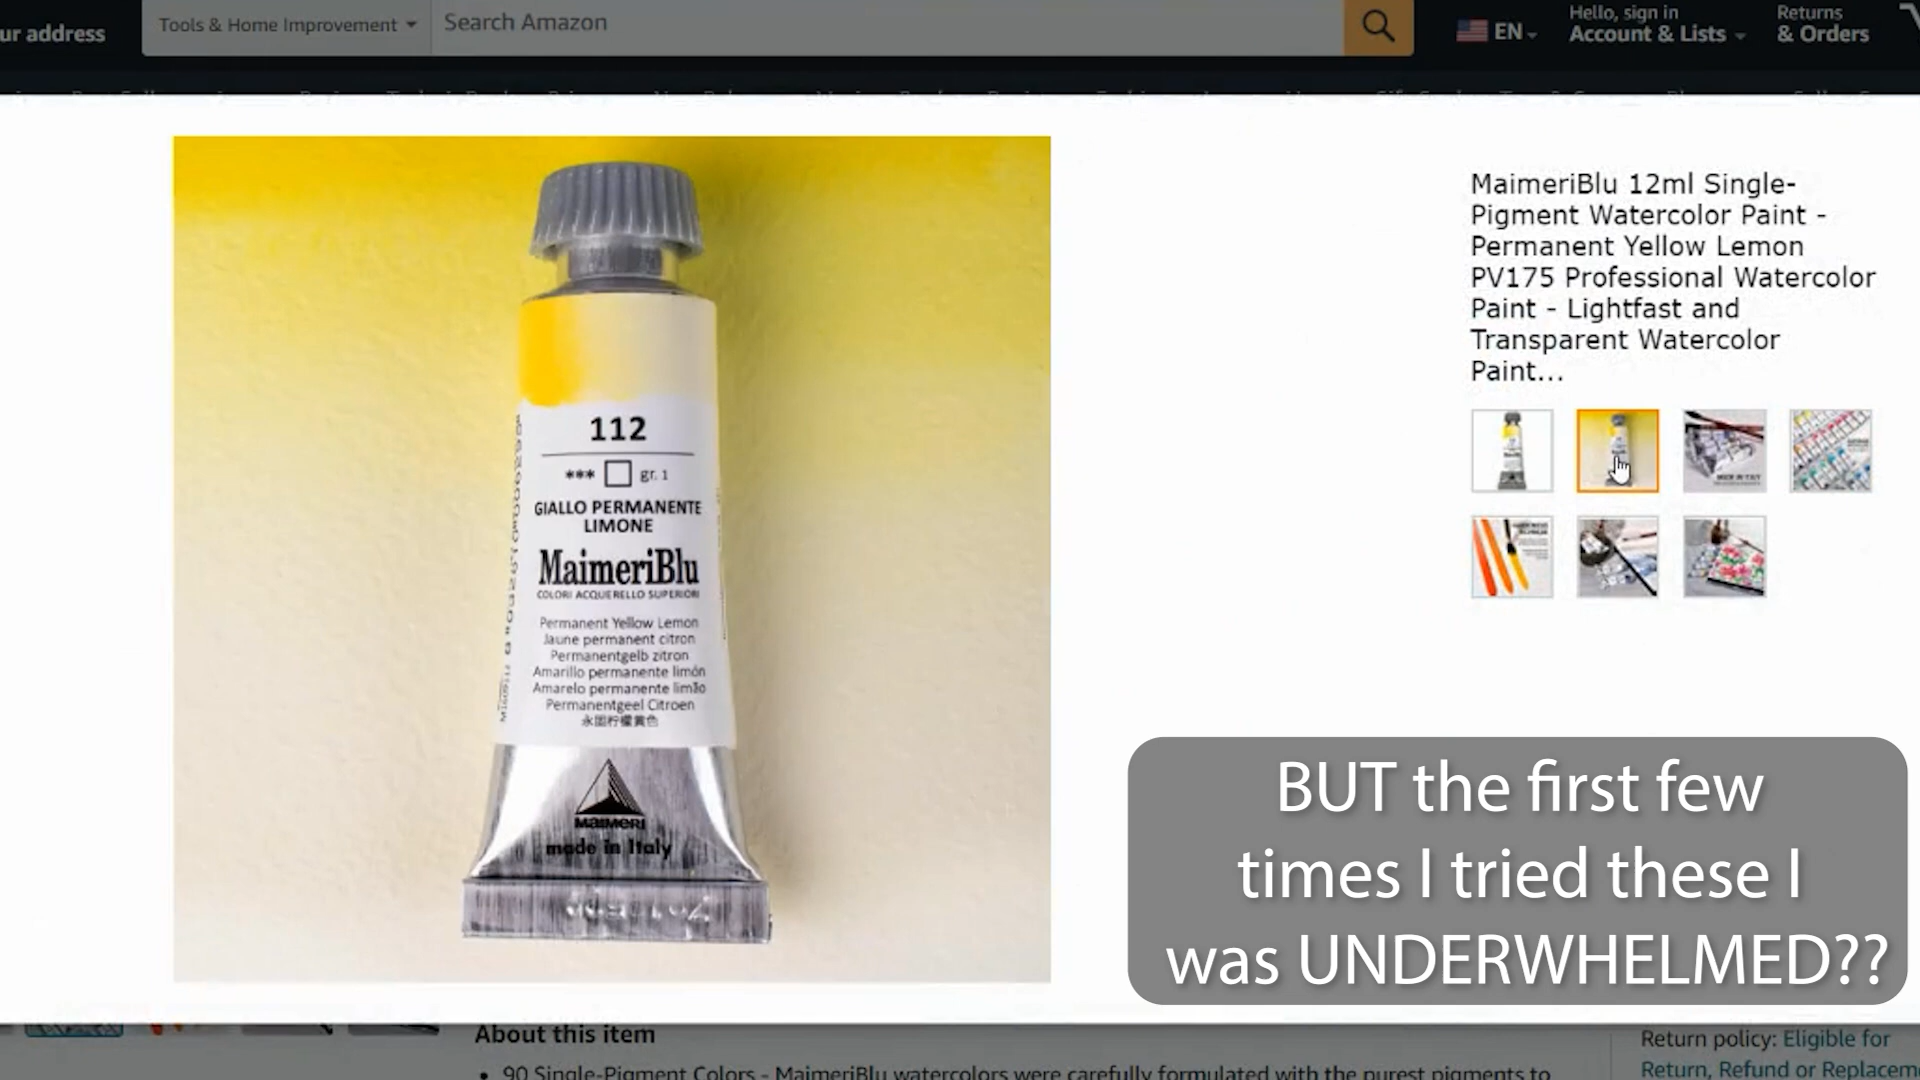 ur address
Tools & Home Improvement
Search Amazon
EN
Hello, sign in
Account & Lists
Returns
& Orders
112
*** gr. 1
GIALLO PERMANENTE
LIMONE
MaimeriBlu
COLORI ACQUERELLO SUPERIORI
Permanent Yellow Lemon
Jaune permanent citron
Permanentgelb zitron
Amarillo permanente limón
Amarelo permanente limão
Permanentgeel Citroen
永固柠檬黄色
MAIMERI
made in Italy
MaimeriBlu 12ml Single-
Pigment Watercolor Paint -
Permanent Yellow Lemon
PV175 Professional Watercolor
Paint - Lightfast and
Transparent Watercolor
Paint...
BUT the first few
times I tried these I
was UNDERWHELMED??
About this item
• 90 Single-Pigment Colors - MaimeriBlu watercolors were carefully formulated with the purest pigments to
Return policy: Eligible for
Return, Refund or Replacem